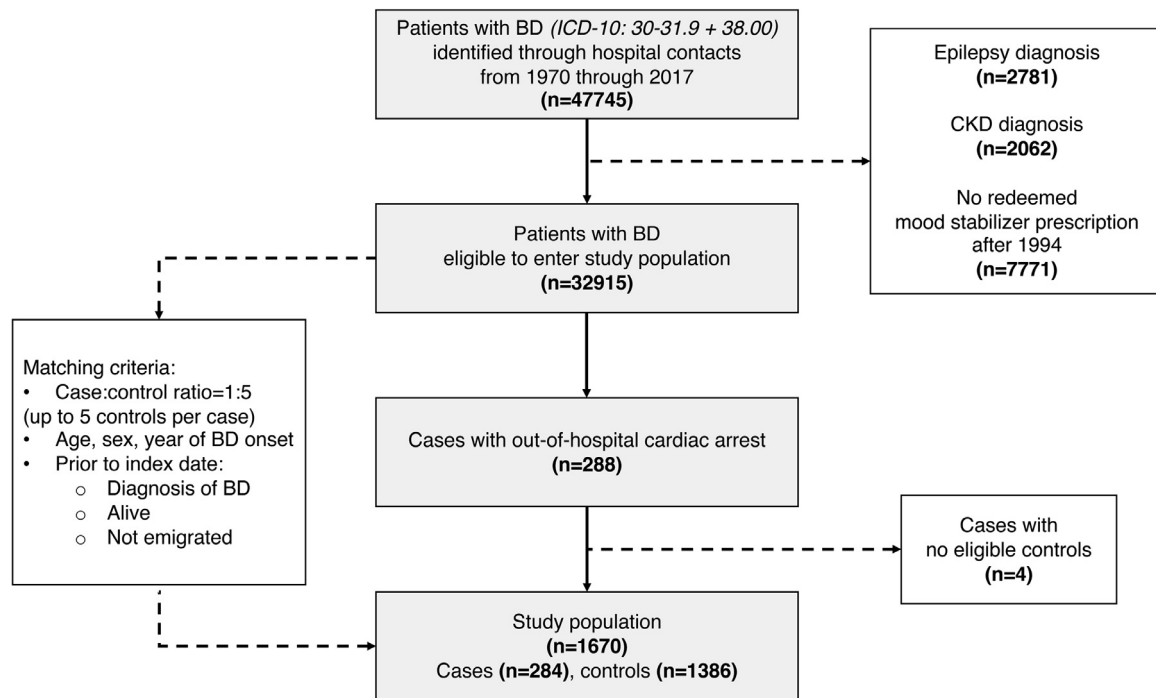 Patients with BD (ICD-10: 30-31.9 + 38.00)
identified through hospital contacts
from 1970 through 2017
(n=47745)
Epilepsy diagnosis
(n=2781)
CKD diagnosis
(n=2062)
No redeemed
mood stabilizer prescription
after 1994
(n=7771)
Patients with BD
eligible to enter study population
(n=32915)
Matching criteria:
• Case:control ratio=1:5
(up to 5 controls per case)
• Age, sex, year of BD onset
• Prior to index date:
○ Diagnosis of BD
○ Alive
○ Not emigrated
Cases with out-of-hospital cardiac arrest
(n=288)
Cases with
no eligible controls
(n=4)
Study population
(n=1670)
Cases (n=284), controls (n=1386)